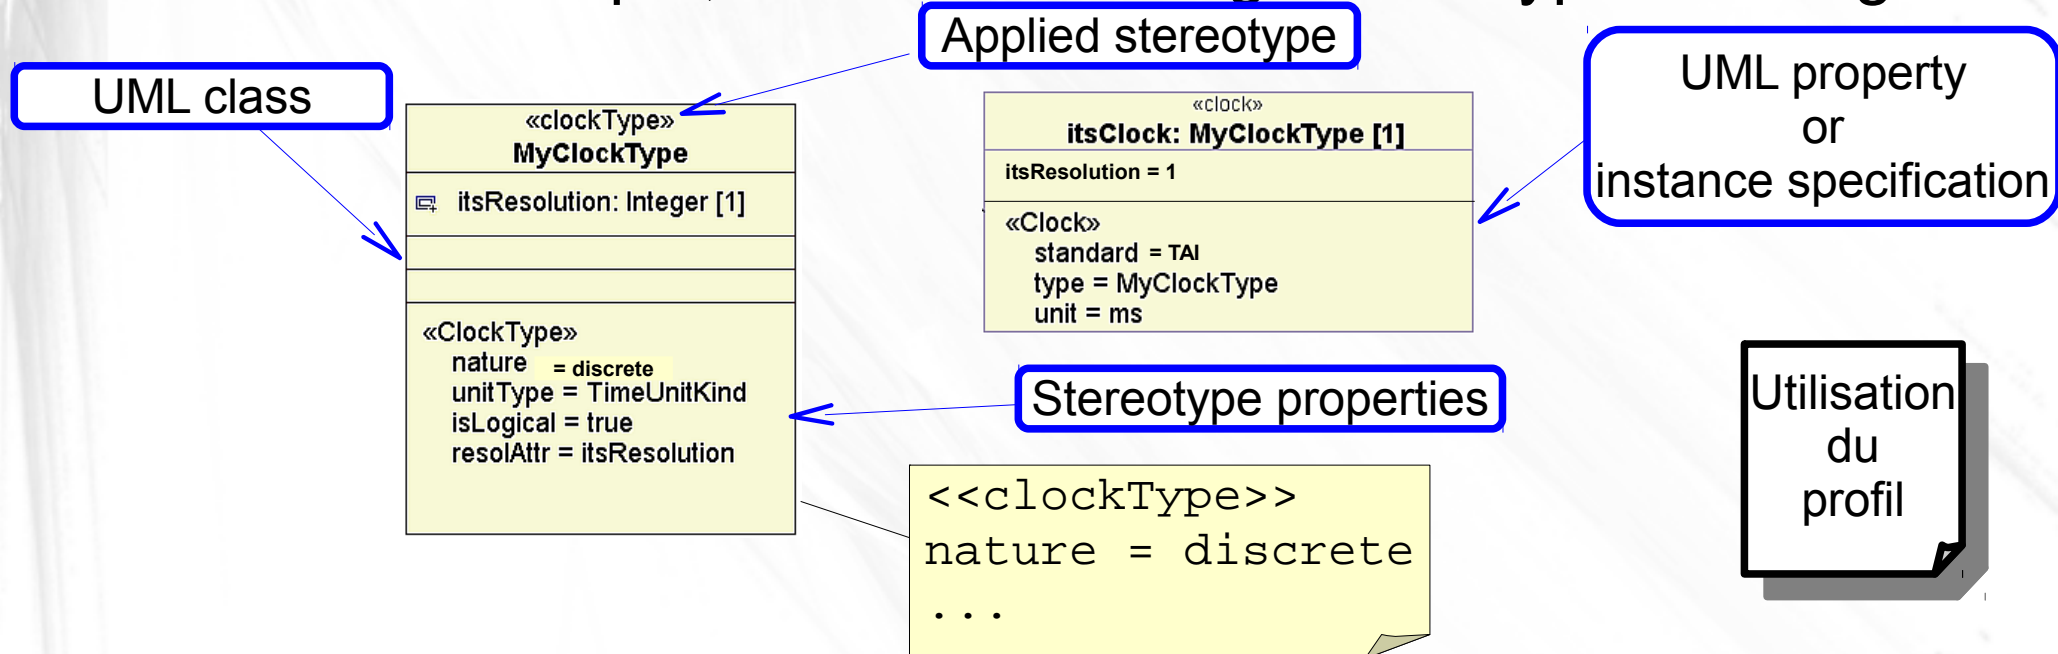 Applied stereotype
UML class
UML property
or
instance specification
«clockType»
MyClockType
itsResolution: Integer [1]
«ClockType»
nature = discrete
unitType = TimeUnitKind
isLogical = true
resolAttr = itsResolution
«clock»
itsClock: MyClockType [1]
itsResolution = 1
«Clock»
standard = TAI
type = MyClockType
unit = ms
Stereotype properties
<<clockType>>
nature = discrete
...
Utilisation
du
profil